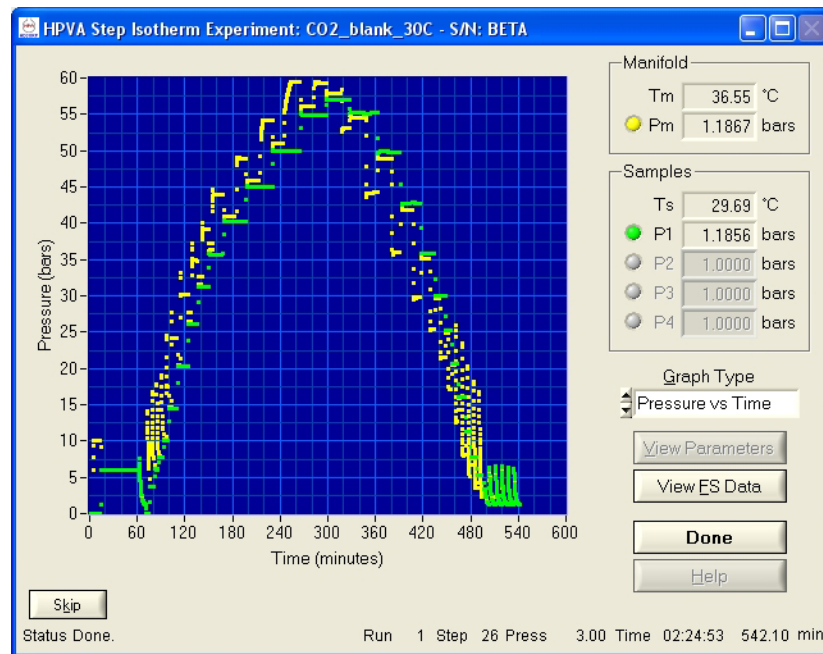 HPVA Step Isotherm Experiment: CO2_blank_30C - S/N: BETA
Manifold
Tm 36.55 °C
Pm 1.1867 bars
Samples
Ts 29.69 °C
P1 1.1856 bars
P2 1.0000 bars
P3 1.0000 bars
P4 1.0000 bars
Graph Type
Pressure vs Time
View Parameters
View FS Data
Done
Help
Pressure (bars)
60
55
50
45
40
35
30
25
20
15
10
5
0
0 60 120 180 240 300 360 420 480 540 600
Time (minutes)
Skip
Status Done. Run 1 Step 26 Press 3.00 Time 02:24:53 542.10 min